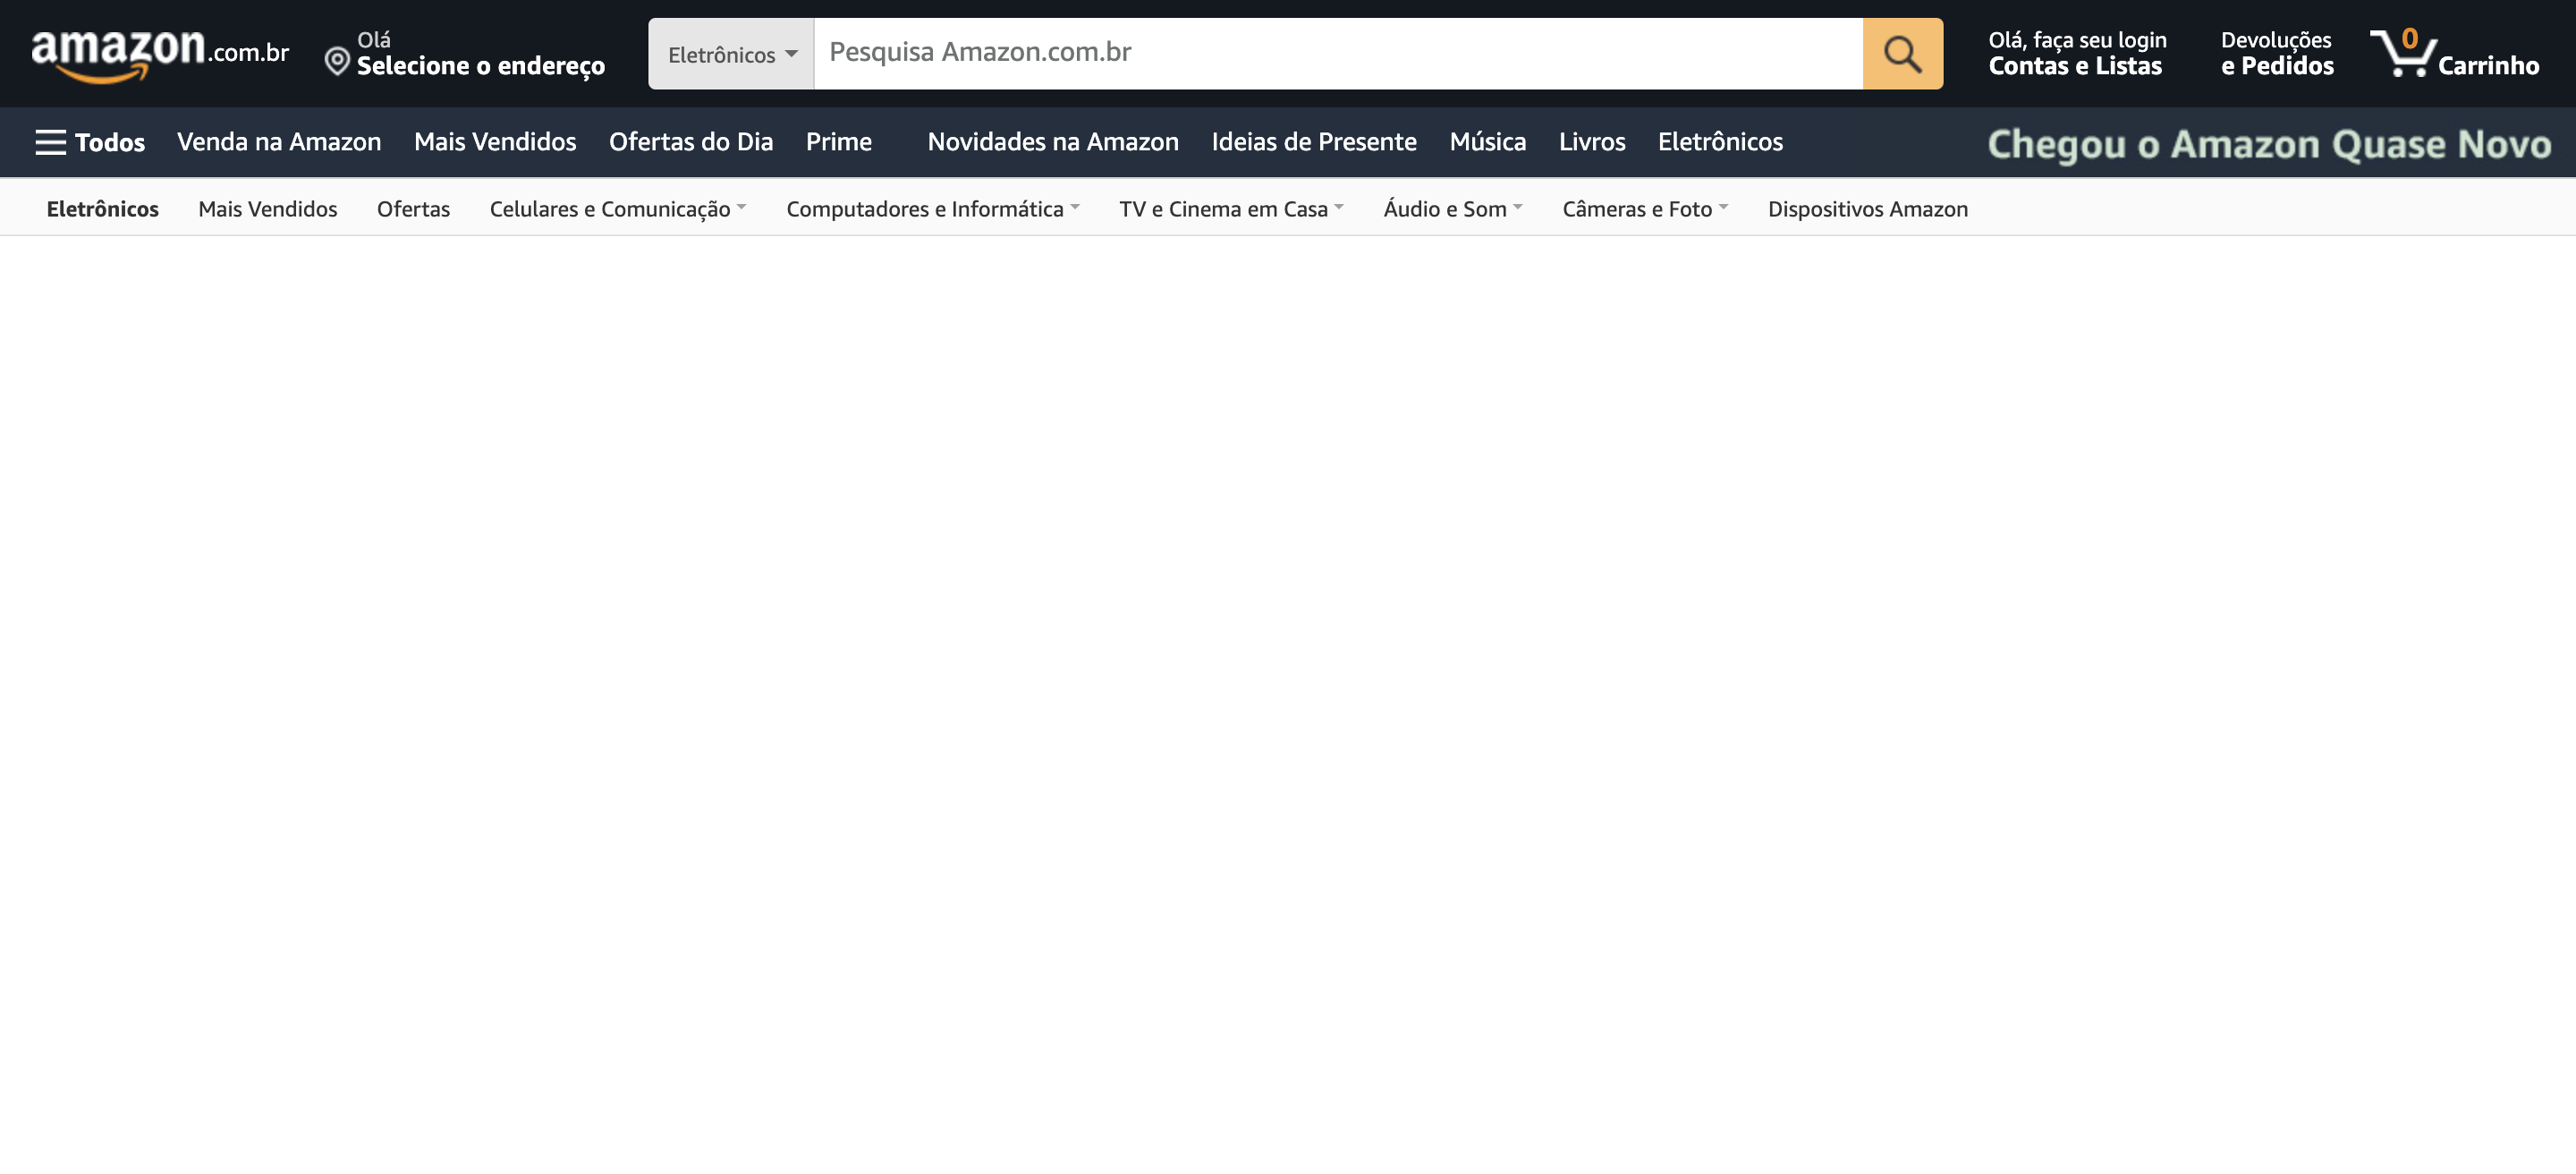 amazon.com.br
Olá
Selecione o endereço
Eletrônicos
Pesquisa Amazon.com.br
Olá, faça seu login
Contas e Listas
Devoluções
e Pedidos
0
Carrinho
Todos
Venda na Amazon
Mais Vendidos
Ofertas do Dia
Prime
Novidades na Amazon
Ideias de Presente
Música
Livros
Eletrônicos
Chegou o Amazon Quase Novo
Eletrônicos
Mais Vendidos
Ofertas
Celulares e Comunicação
Computadores e Informática
TV e Cinema em Casa
Áudio e Som
Câmeras e Foto
Dispositivos Amazon